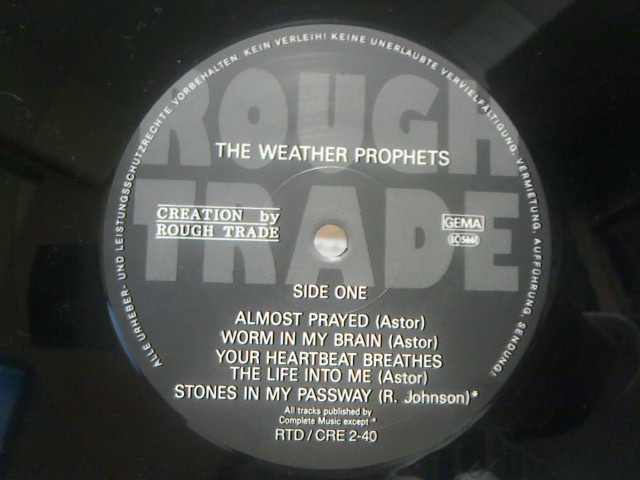 ALLE URHEBER- UND LEISTUNGSSCHUTZRECHTE VORBEHALTEN. KEIN VERLEIH! KEINE UNERLAUBTE VERVIELFÄLTIGUNG, VERMIETUNG, AUFFÜHRUNG, SENDUNG!
ROUGH
TRADE
THE WEATHER PROPHETS
CREATION by
ROUGH TRADE
GEMA
SIDE ONE
ALMOST PRAYED (Astor)
WORM IN MY BRAIN (Astor)
YOUR HEARTBEAT BREATHES
THE LIFE INTO ME (Astor)
STONES IN MY PASSWAY (R. Johnson)*
All tracks published by
Complete Music except *
RTD / CRE 2-40